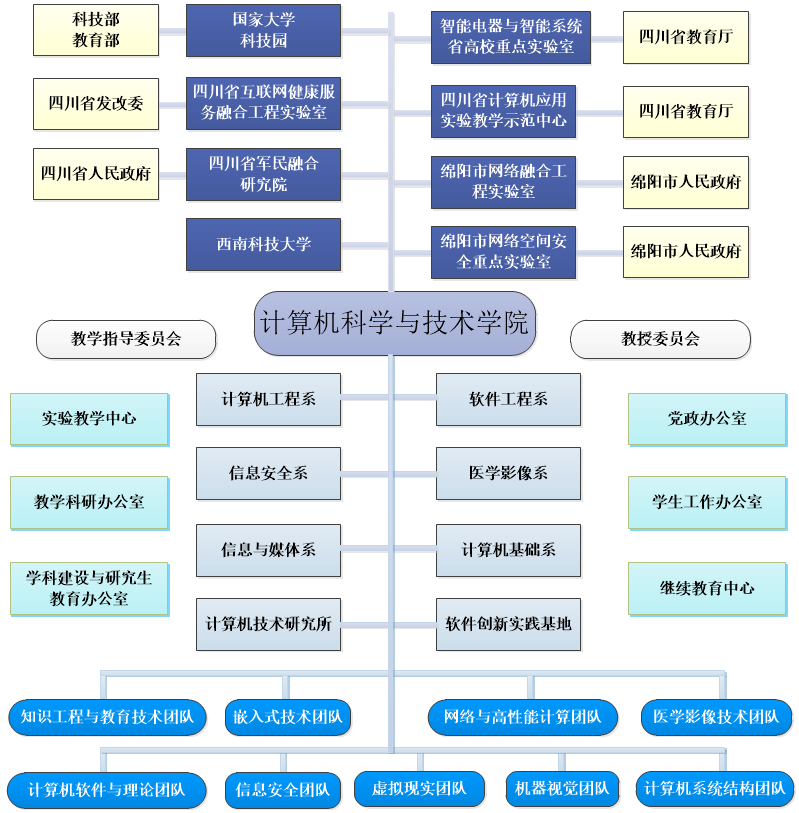 科技部
教育部
国家大学
科技园
智能电器与智能系统
省高校重点实验室
四川省教育厅
四川省发改委
四川省互联网健康服
务融合工程实验室
四川省计算机应用
实验教学示范中心
四川省教育厅
四川省人民政府
四川省军民融合
研究院
绵阳市网络融合工
程实验室
绵阳市人民政府
西南科技大学
绵阳市网络空间安
全重点实验室
绵阳市人民政府
计算机科学与技术学院
教学指导委员会
教授委员会
计算机工程系
软件工程系
实验教学中心
党政办公室
信息安全系
医学影像系
教学科研办公室
学生工作办公室
信息与媒体系
计算机基础系
学科建设与研究生
教育办公室
继续教育中心
计算机技术研究所
软件创新实践基地
知识工程与教育技术团队
嵌入式技术团队
网络与高性能计算团队
医学影像技术团队
计算机软件与理论团队
信息安全团队
虚拟现实团队
机器视觉团队
计算机系统结构团队